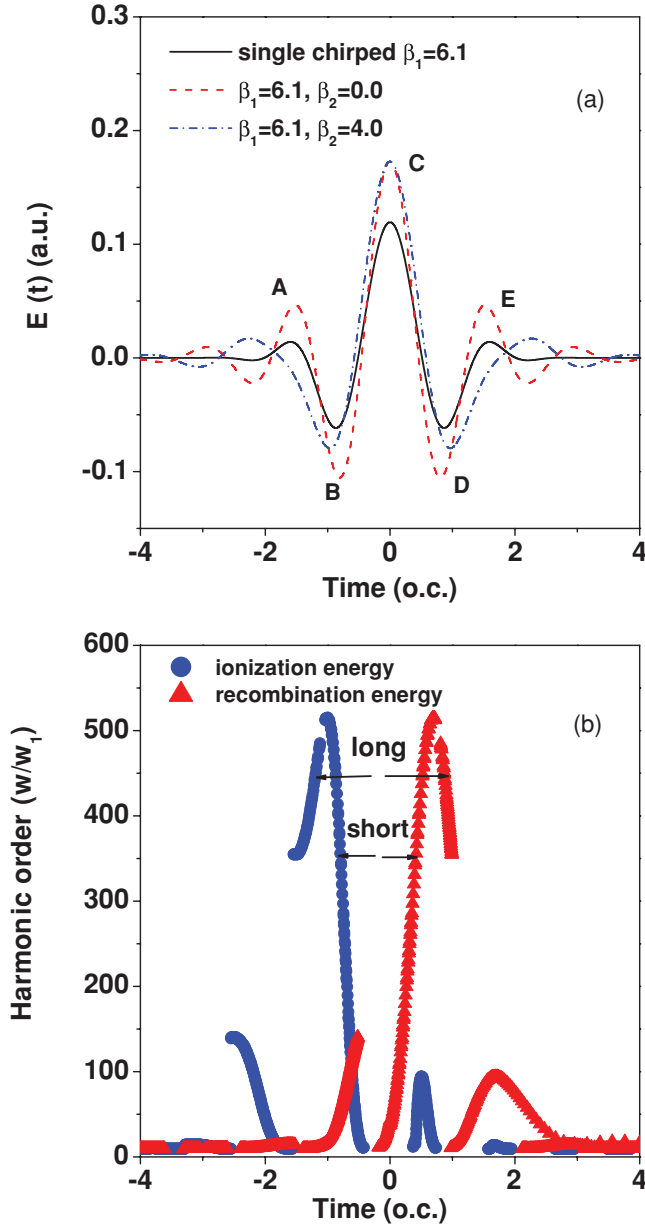 0.3
single chirped β₁=6.1
β₁=6.1, β₂=0.0
(a)
β₁=6.1, β₂=4.0
0.2
C
E (t) (a.u.)
0.1
A
E
0.0
-0.1
B
D
-4
-2
0
2
4
Time (o.c.)
600
ionization energy
recombination energy
(b)
500
long
400
short
Harmonic order (w/w₁)
300
200
100
0
-4
-2
0
2
4
Time (o.c.)